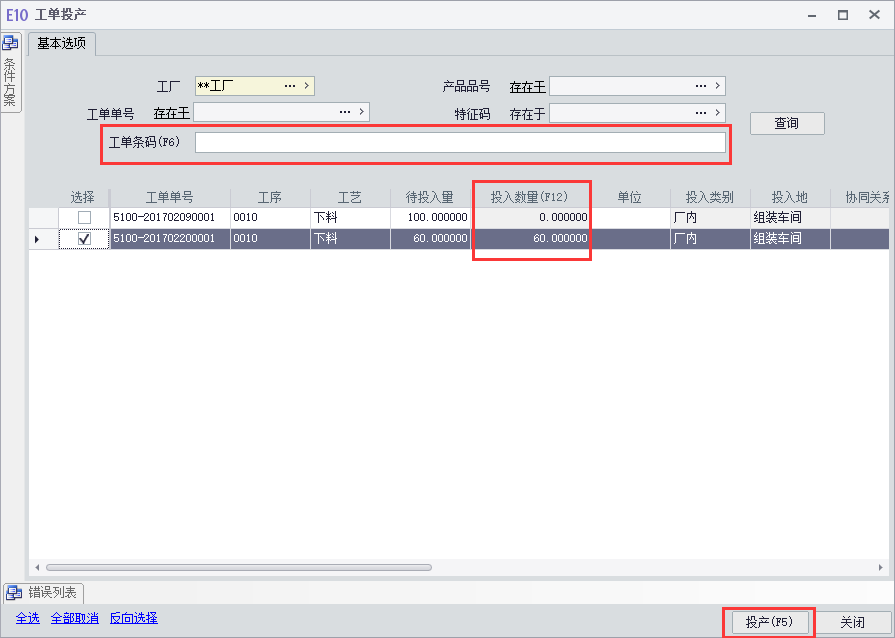 E10 工单投产
条件方案
基本选项
工厂 **工厂 ··· 产品品号 存在于 ···
工单单号 存在于 ··· 特征码 存在于 ··· 查询
工单条码(F6)
选择 工单单号 工序 工艺 待投入量 投入数量(F12) 单位 投入类别 投入地 协同关系
5100-201702090001 0010 下料 100.000000 0.000000 厂内 组装车间
5100-201702200001 0010 下料 60.000000 60.000000 厂内 组装车间
错误列表
全选 全部取消 反向选择 投产(F5) 关闭